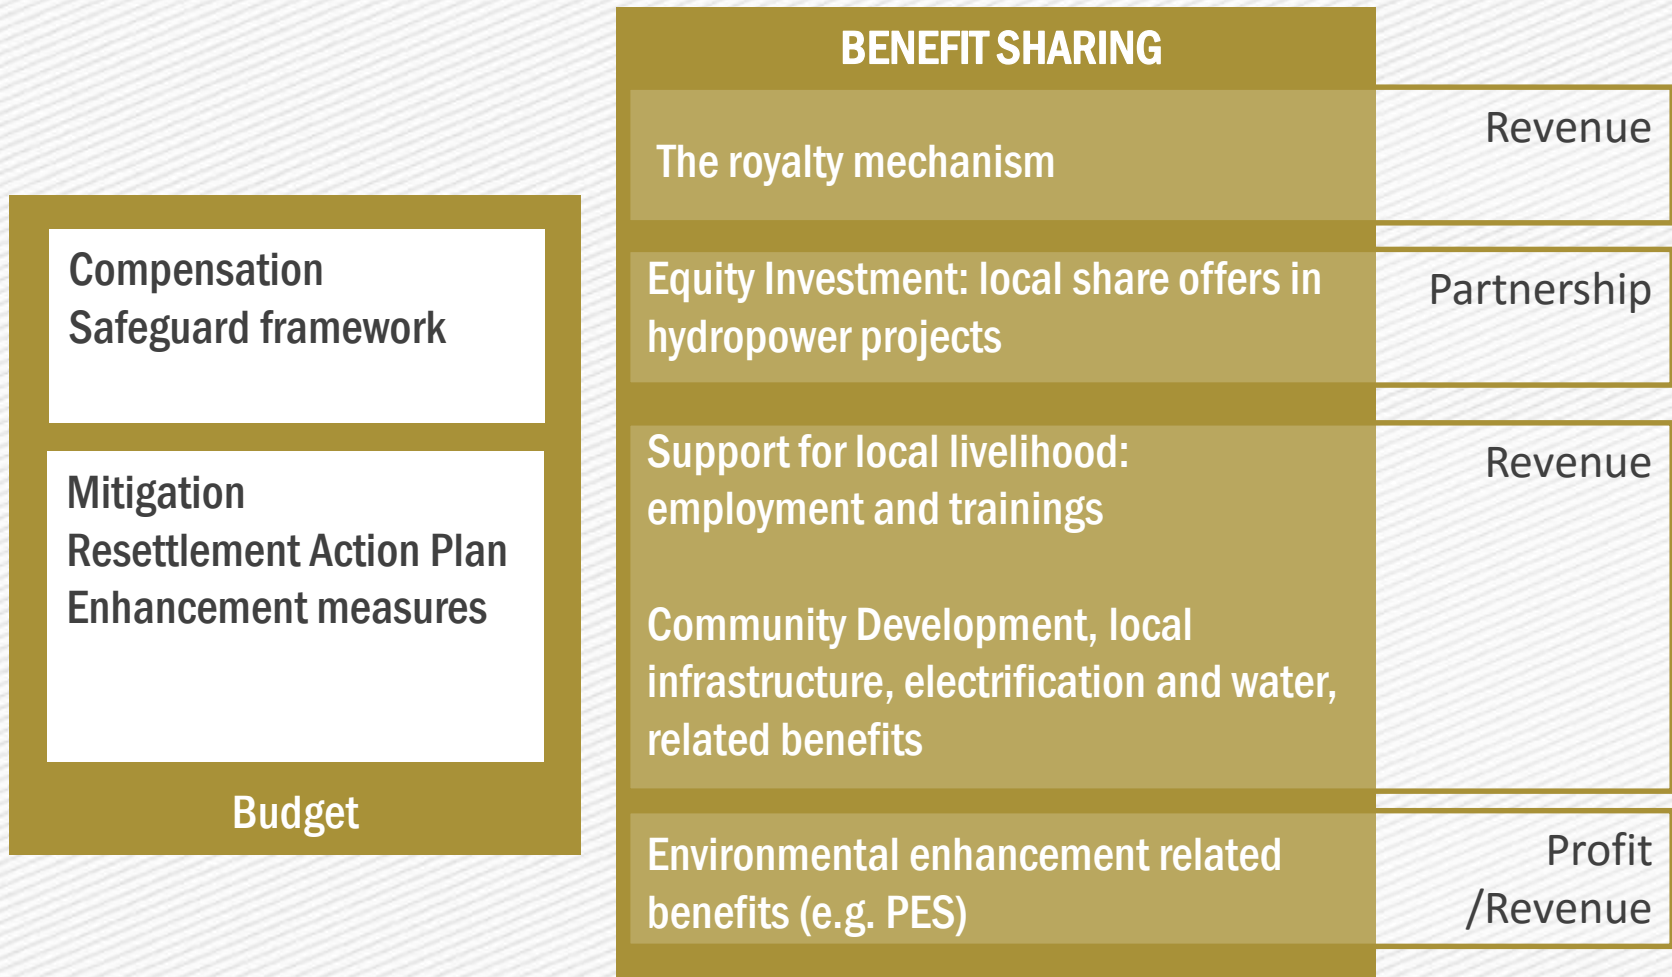 Compensation
Safeguard framework
Mitigation
Resettlement Action Plan
Enhancement measures
Budget
BENEFIT SHARING
The royalty mechanism
Revenue
Equity Investment: local share offers in
hydropower projects
Partnership
Support for local livelihood:
employment and trainings
Community Development, local
infrastructure, electrification and water,
related benefits
Revenue
Environmental enhancement related
benefits (e.g. PES)
Profit
/Revenue